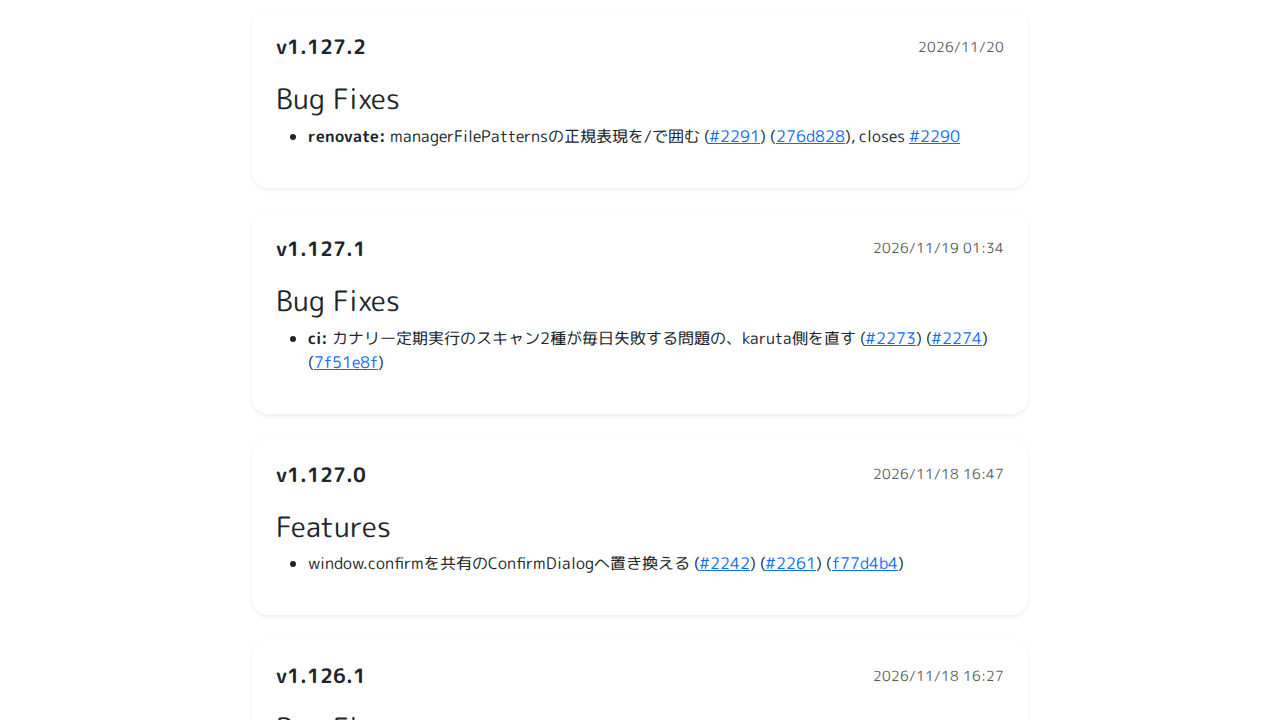 v1.127.2
2026/11/20
Bug Fixes
renovate: managerFilePatternsの正規表現を/で囲む (#2291) (276d828), closes #2290
v1.127.1
2026/11/19 01:34
Bug Fixes
ci: カナリー定期実行のスキャン2種が毎日失敗する問題の、karuta側を直す (#2273) (#2274)
(7f51e8f)
v1.127.0
2026/11/18 16:47
Features
window.confirmを共有のConfirmDialogへ置き換える (#2242) (#2261) (f77d4b4)
v1.126.1
2026/11/18 16:27